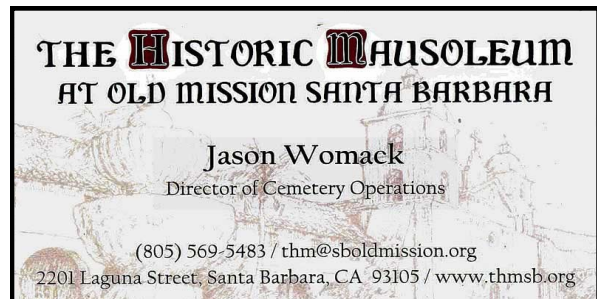 THE HISTORIC MAUSOLEUM
AT OLD MISSION SANTA BARBARA
Jason Womack
Director of Cemetery Operations
(805) 569-5483 / thm@sboldmission.org
2201 Laguna Street, Santa Barbara, CA 93105 / www.thmsb.org